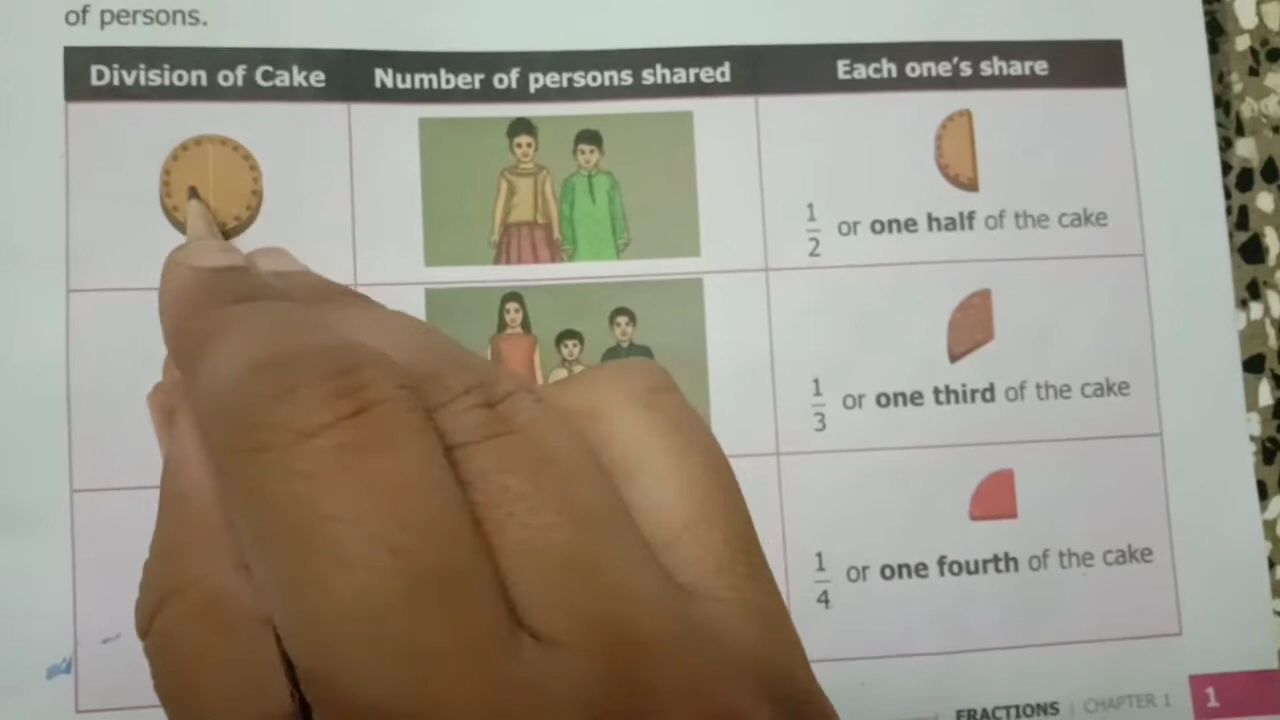 of persons.
Division of Cake Number of persons shared Each one's share
1/2 or one half of the cake
1/3 or one third of the cake
1/4 or one fourth of the cake
FRACTIONS | CHAPTER 1 1